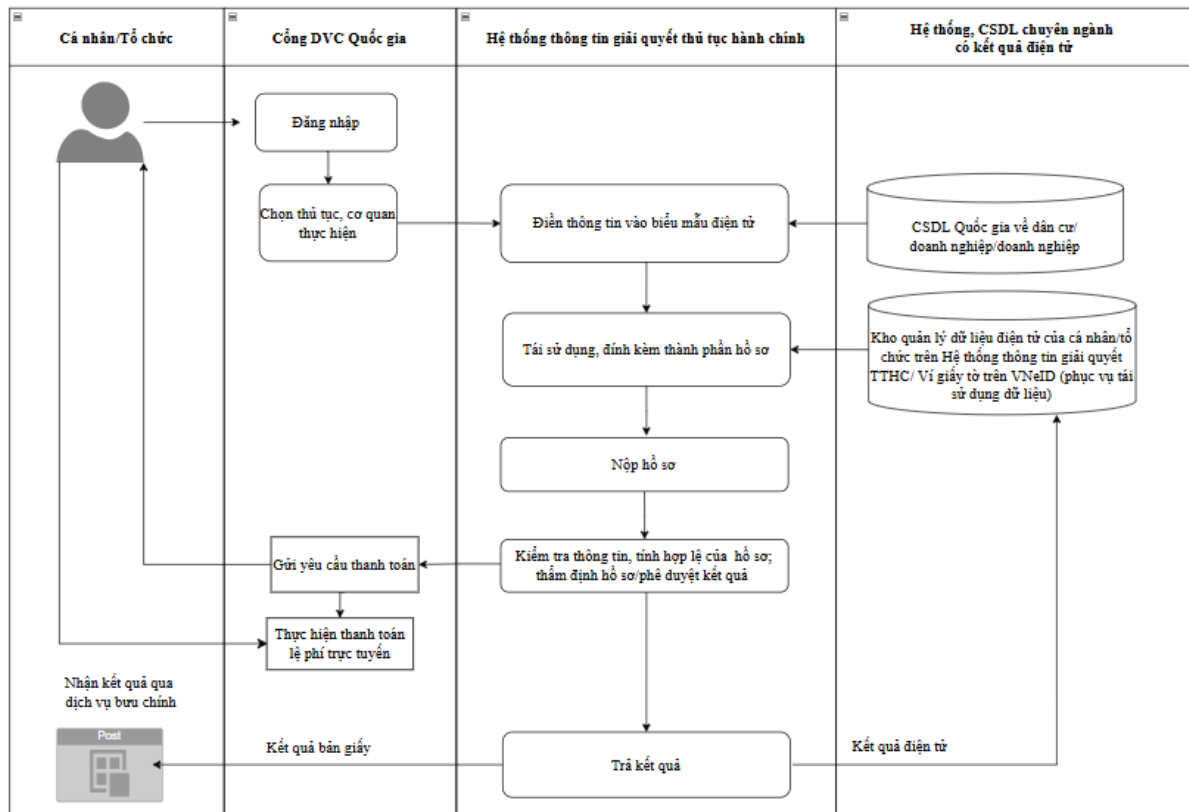 Cá nhân/Tổ chức
Cổng DVC Quốc gia
Hệ thống thông tin giải quyết thủ tục hành chính
Hệ thống, CSDL chuyên ngành
có kết quả điện tử
Đăng nhập
Chọn thủ tục, cơ quan
thực hiện
Điền thông tin vào biểu mẫu điện tử
CSDL Quốc gia về dân cư/
doanh nghiệp/doanh nghiệp
Tái sử dụng, đính kèm thành phần hồ sơ
Kho quản lý dữ liệu điện tử của cá nhân/tổ
chức trên Hệ thống thông tin giải quyết
TTHC/ Ví giấy tờ trên VNeID (phục vụ tái
sử dụng dữ liệu)
Nộp hồ sơ
Gửi yêu cầu thanh toán
Kiểm tra thông tin, tính hợp lệ của hồ sơ;
thẩm định hồ sơ/phê duyệt kết quả
Thực hiện thanh toán
lệ phí trực tuyến
Nhận kết quả qua
dịch vụ bưu chính
Post
Kết quả bản giấy
Trả kết quả
Kết quả điện tử